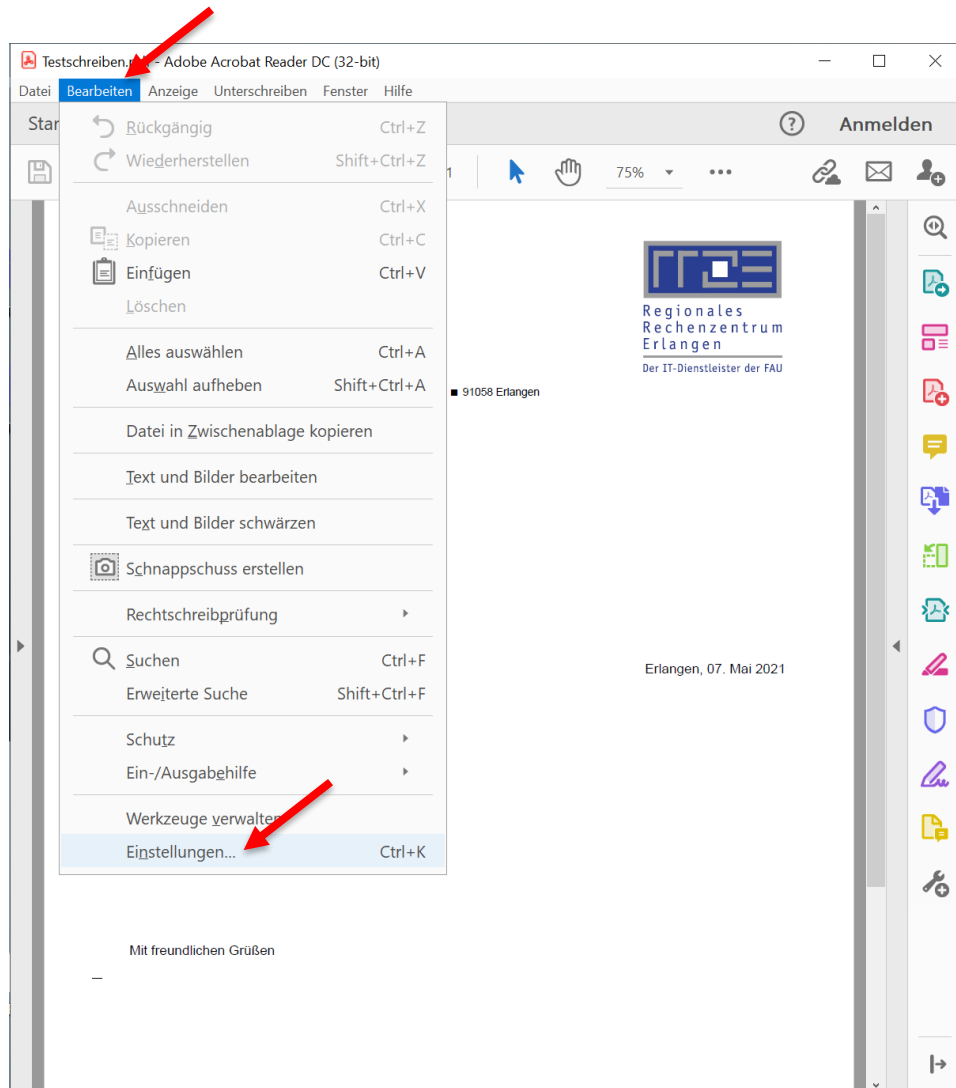 Testschreiben.p - Adobe Acrobat Reader DC (32-bit)
Datei Bearbeiten Anzeige Unterschreiben Fenster Hilfe
Star Anmelden
Rückgängig Ctrl+Z
Wiederherstellen Shift+Ctrl+Z
1 75%
Ausschneiden Ctrl+X
Kopieren Ctrl+C
Einfügen Ctrl+V
Löschen
Alles auswählen Ctrl+A
Auswahl aufheben Shift+Ctrl+A
Datei in Zwischenablage kopieren
Text und Bilder bearbeiten
Text und Bilder schwärzen
Schnappschuss erstellen
Rechtschreibprüfung
Suchen Ctrl+F
Erweiterte Suche Shift+Ctrl+F
Schutz
Ein-/Ausgabehilfe
Werkzeuge verwalten
Einstellungen... Ctrl+K
RRZE
Regionales
Rechenzentrum
Erlangen
Der IT-Dienstleister der FAU
■ 91058 Erlangen
Erlangen, 07. Mai 2021
Mit freundlichen Grüßen